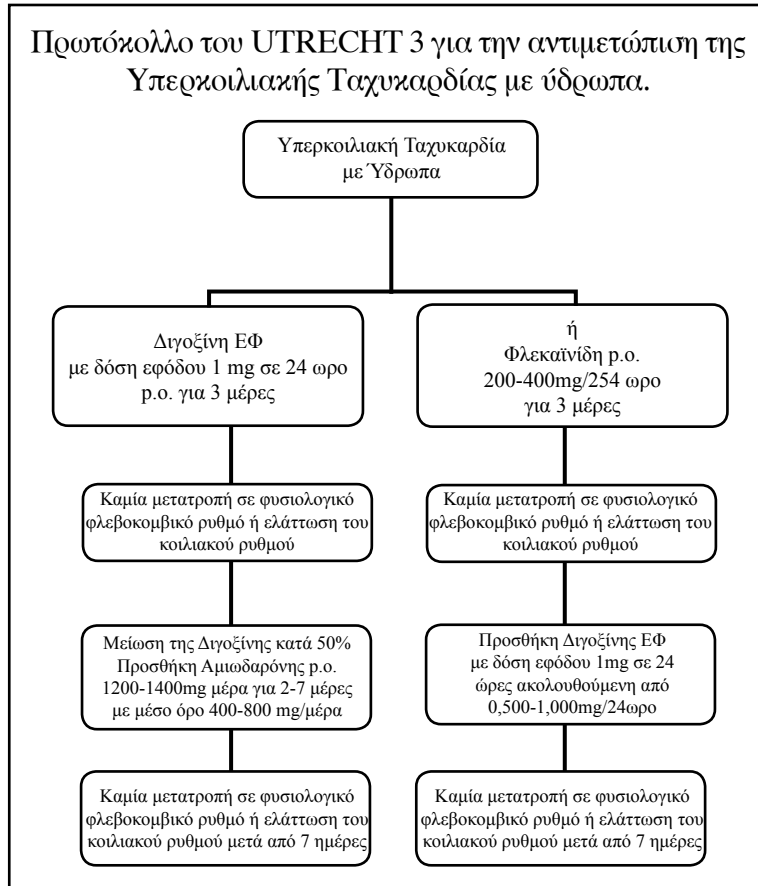 Πρωτόκολλο του UTRECHT 3 για την αντιμετώπιση της
Υπερκοιλιακής Ταχυκαρδίας με ύδρωπα.
Υπερκοιλιακή Ταχυκαρδία
με Ύδρωπα
Διγοξίνη ΕΦ
με δόση εφόδου 1 mg σε 24 ωρο
p.o. για 3 μέρες
ή
Φλεκαϊνίδη p.o.
200-400mg/254 ωρο
για 3 μέρες
Καμία μετατροπή σε φυσιολογικό
φλεβοκομβικό ρυθμό ή ελάττωση του
κοιλιακού ρυθμού
Καμία μετατροπή σε φυσιολογικό
φλεβοκομβικό ρυθμό ή ελάττωση του
κοιλιακού ρυθμού
Μείωση της Διγοξίνης κατά 50%
Προσθήκη Αμιωδαρόνης p.o.
1200-1400mg μέρα για 2-7 μέρες
με μέσο όρο 400-800 mg/μέρα
Προσθήκη Διγοξίνης ΕΦ
με δόση εφόδου 1mg σε 24
ώρες ακολουθούμενη από
0,500-1,000mg/24ωρο
Καμία μετατροπή σε φυσιολογικό
φλεβοκομβικό ρυθμό ή ελάττωση του
κοιλιακού ρυθμού μετά από 7 ημέρες
Καμία μετατροπή σε φυσιολογικό
φλεβοκομβικό ρυθμό ή ελάττωση του
κοιλιακού ρυθμού μετά από 7 ημέρες